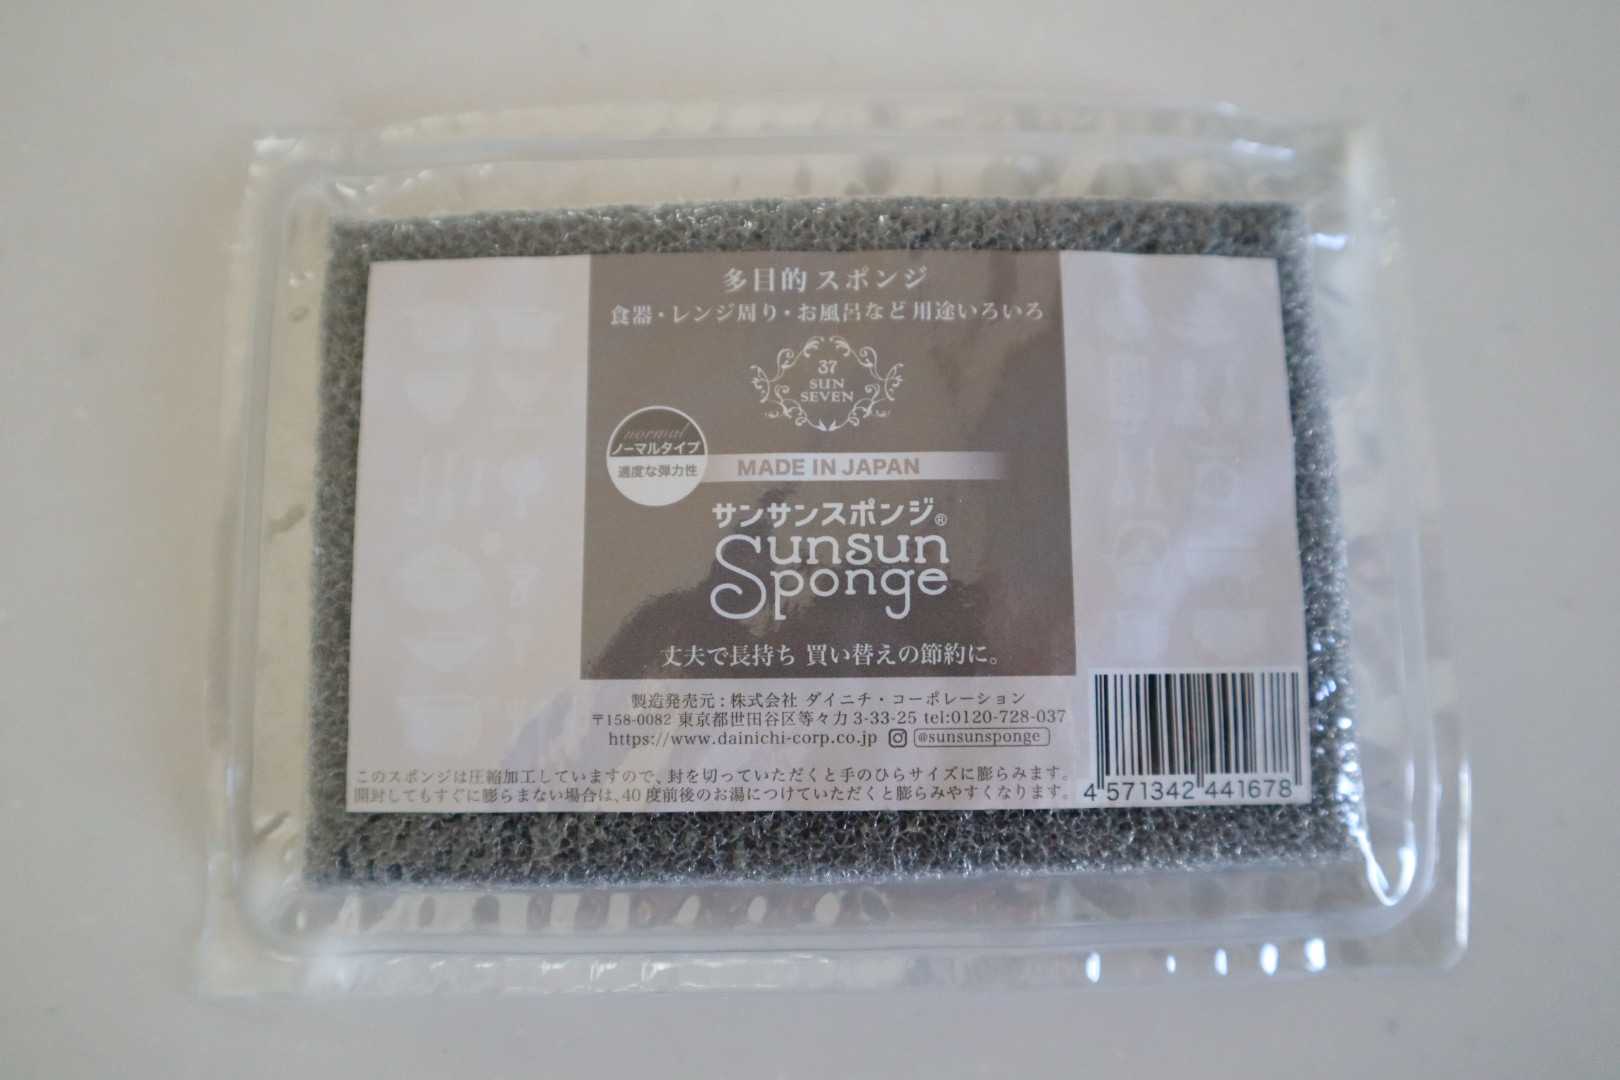 多目的 スポンジ
食器・レンジ周り・お風呂など 用途いろいろ
37
SUN
SEVEN
normal
ノーマルタイプ
適度な弾力性
MADE IN JAPAN
サンサンスポンジ®
Sunsun
Sponge
丈夫で長持ち 買い替えの節約に。
製造発売元:株式会社 ダイニチ・コーポレーション
〒158-0082 東京都世田谷区等々力 3-33-25 tel:0120-728-037
https://www.dainichi-corp.co.jp @sunsunsponge
このスポンジは圧縮加工していますので、封を切っていただくと手のひらサイズに膨らみます。
開封してもすぐに膨らまない場合は、40度前後のお湯につけていただくと膨らみやすくなります。
4 571342 441678